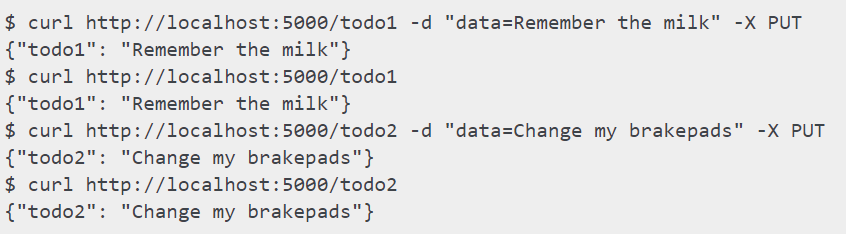 $ curl http://localhost:5000/todo1 -d "data=Remember the milk" -X PUT
{"todo1": "Remember the milk"}
$ curl http://localhost:5000/todo1
{"todo1": "Remember the milk"}
$ curl http://localhost:5000/todo2 -d "data=Change my brakepads" -X PUT
{"todo2": "Change my brakepads"}
$ curl http://localhost:5000/todo2
{"todo2": "Change my brakepads"}